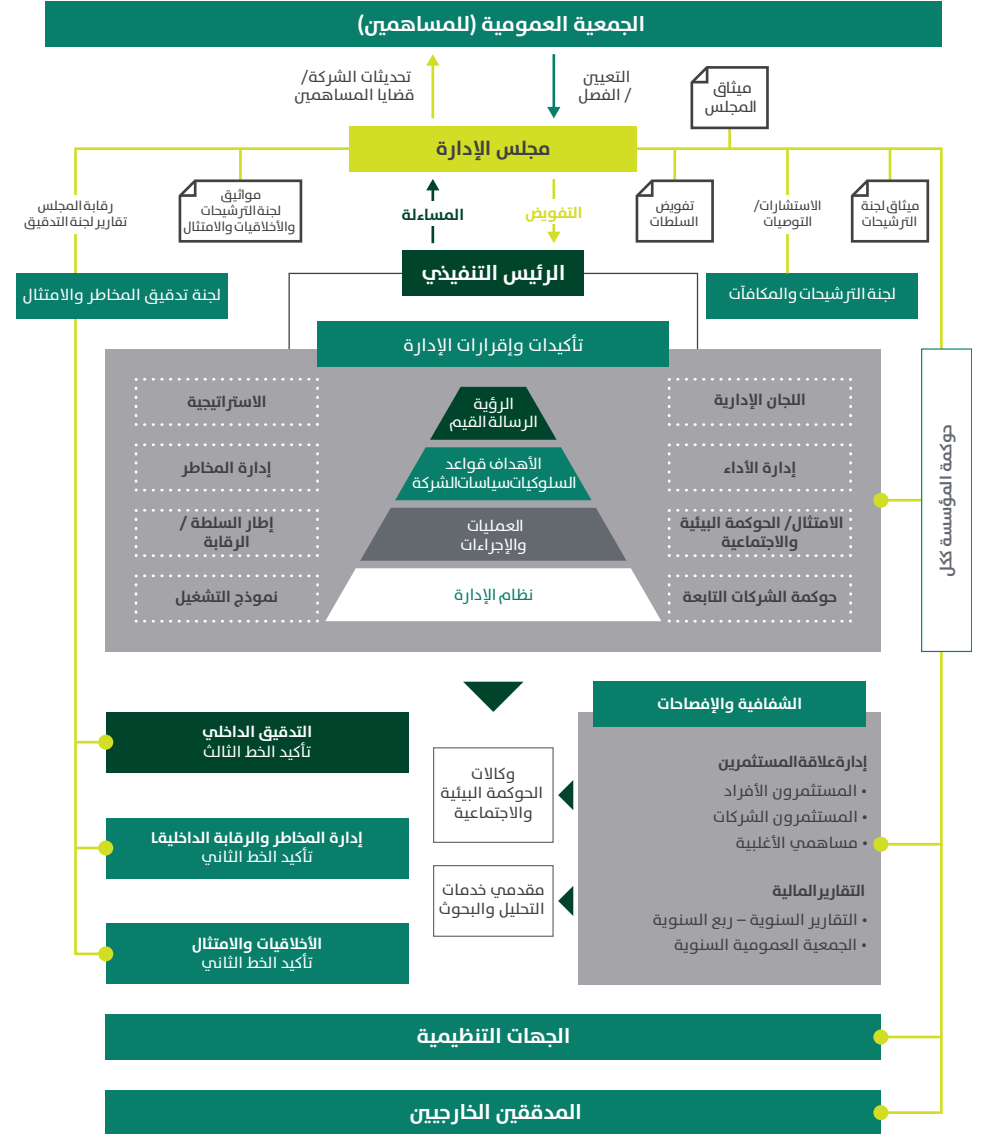 الجمعية العمومية (للمساهمين)
التعيين
/ الفصل
تحديثات الشركة/
قضايا المساهمين
ميثاق
المجلس
مجلس الإدارة
ميثاق لجنة
الترشيحات
الاستشارات/
التوصيات
تفويض
السلطات
التفويض
المساءلة
مواثيق
لجنة الترشيحات
والأخلاقيات والامتثال
رقابة المجلس
تقارير لجنة التدقيق
الرئيس التنفيذي
لجنة الترشيحات والمكافآت
لجنة تدقيق المخاطر والامتثال
تأكيدات وإقرارات الإدارة
حوكمة المؤسسة ككل
اللجان الإدارية
إدارة الأداء
الامتثال/ الحوكمة البيئية
والاجتماعية
حوكمة الشركات التابعة
الرؤية
الرسالة القيم
الأهداف قواعد
السلوكيات سياسات الشركة
العمليات
والإجراءات
نظام الإدارة
الاستراتيجية
إدارة المخاطر
إطار السلطة /
الرقابة
نموذج التشغيل
الشفافية والإفصاحات
إدارة علاقة المستثمرين
• المستثمرون الأفراد
• المستثمرون الشركات
• مساهمي الأغلبية
التقارير المالية
• التقارير السنوية – ربع السنوية
• الجمعية العمومية السنوية
وكالات
الحوكمة البيئية
والاجتماعية
مقدمي خدمات
التحليل والبحوث
التدقيق الداخلي
تأكيد الخط الثالث
إدارة المخاطر والرقابة الداخليةL
تأكيد الخط الثاني
الأخلاقيات والامتثال
تأكيد الخط الثاني
الجهات التنظيمية
المدققين الخارجيين